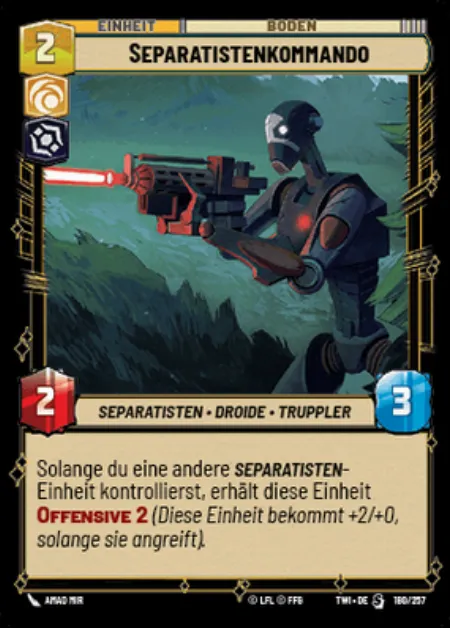 EINHEIT
BODEN
2
SEPARATISTENKOMMANDO
2
SEPARATISTEN • DROIDE • TRUPPLER
3
Solange du eine andere SEPARATISTEN-
Einheit kontrollierst, erhält diese Einheit
OFFENSIVE 2 (Diese Einheit bekommt +2/+0,
solange sie angreift).
AMAD MIR
© LFL © FFG
TWI • DE
180/257